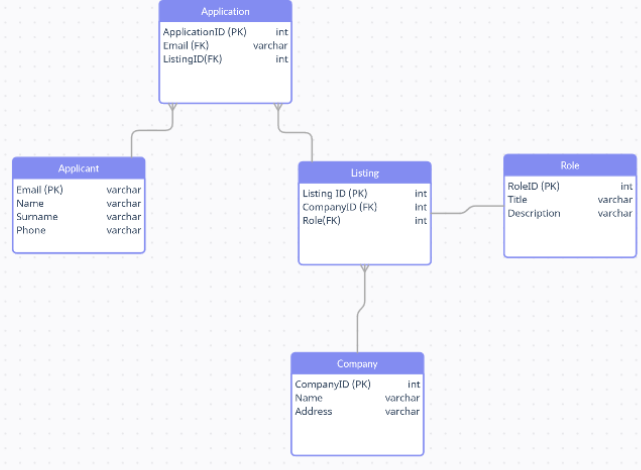 Application
ApplicationID (PK) int
Email (FK) varchar
ListingID(FK) int
Applicant
Email (PK) varchar
Name varchar
Surname varchar
Phone varchar
Listing
Listing ID (PK) int
CompanyID (FK) int
Role(FK) int
Role
RoleID (PK) int
Title varchar
Description varchar
Company
CompanyID (PK) int
Name varchar
Address varchar